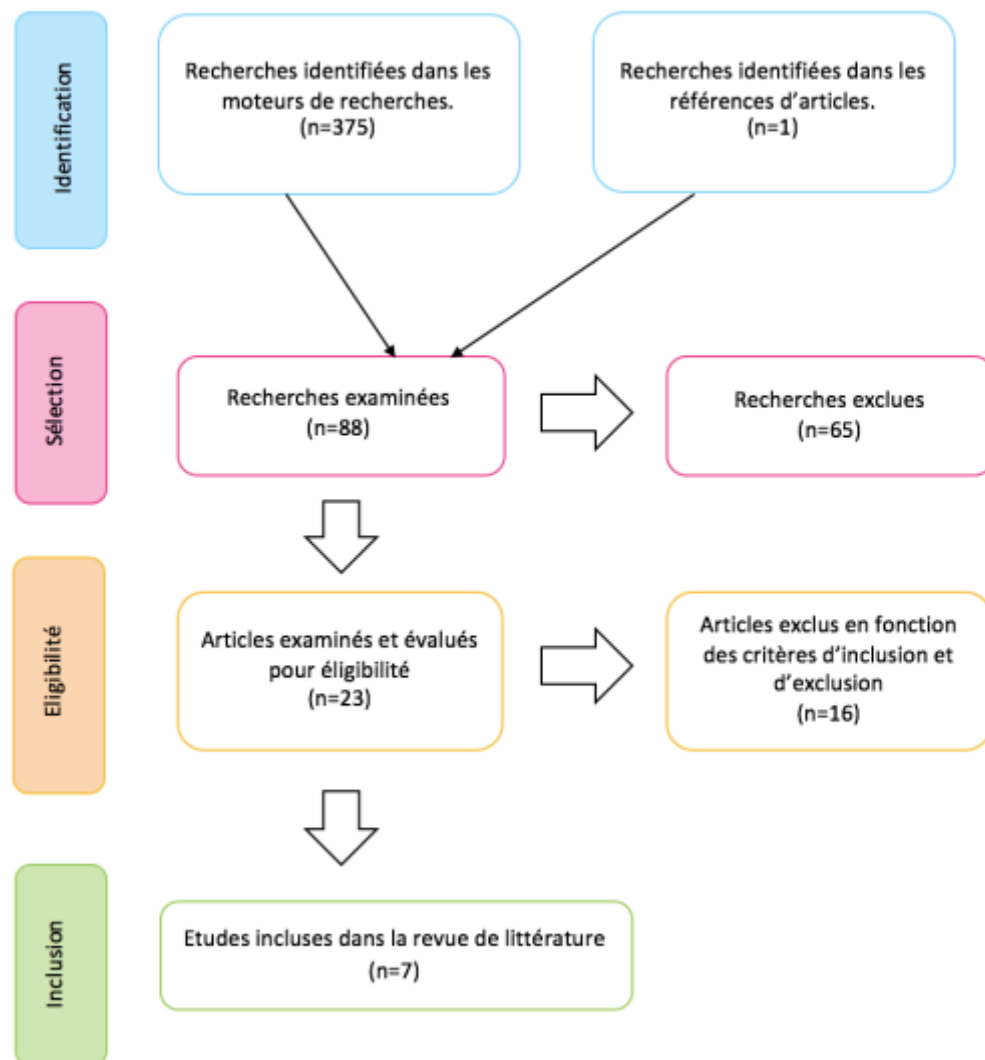 Identification
Recherches identifiées dans les
moteurs de recherches.
(n=375)
Recherches identifiées dans les
références d'articles.
(n=1)
Sélection
Recherches examinées
(n=88)
Recherches exclues
(n=65)
Eligibilité
Articles examinés et évalués
pour éligibilité
(n=23)
Articles exclus en fonction
des critères d'inclusion et
d'exclusion
(n=16)
Inclusion
Etudes incluses dans la revue de littérature
(n=7)